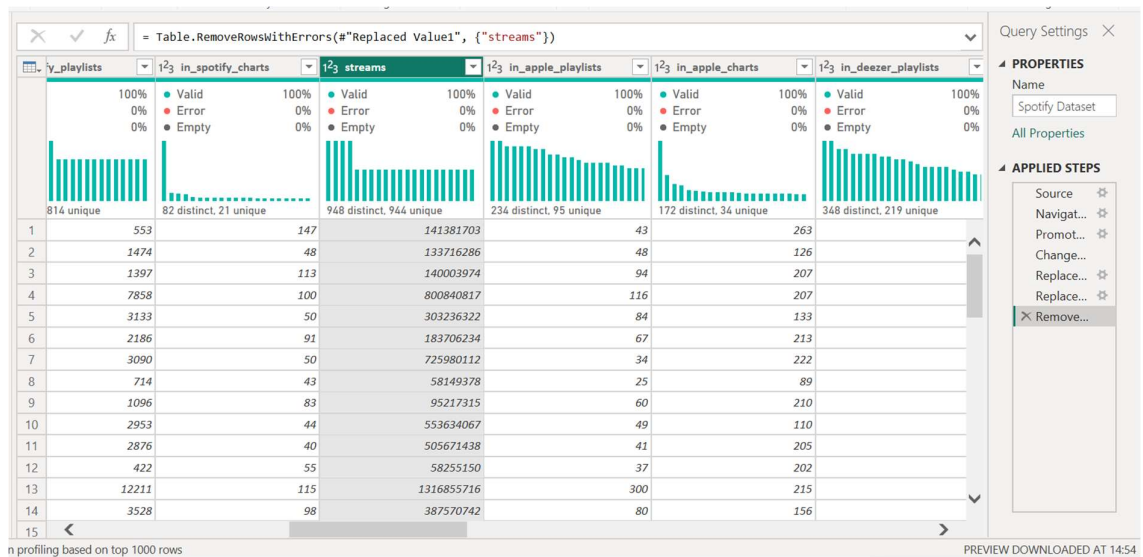 = Table.RemoveRowsWithErrors(#"Replaced Value1", {"streams"})
Query Settings
PROPERTIES
Name
Spotify Dataset
All Properties
APPLIED STEPS
Source
Navigat...
Promot...
Change...
Replace...
Replace...
Remove...
fy_playlists 1²3 in_spotify_charts 1²3 streams 1²3 in_apple_playlists 1²3 in_apple_charts 1²3 in_deezer_playlists
100% Valid 100% Valid 100% Valid 100% Valid 100% Valid 100%
0% Error 0% Error 0% Error 0% Error 0% Error 0%
0% Empty 0% Empty 0% Empty 0% Empty 0% Empty 0%
814 unique 82 distinct, 21 unique 948 distinct, 944 unique 234 distinct, 95 unique 172 distinct, 34 unique 348 distinct, 219 unique
1 553 147 141381703 43 263
2 1474 48 133716286 48 126
3 1397 113 140003974 94 207
4 7858 100 800840817 116 207
5 3133 50 303236322 84 133
6 2186 91 183706234 67 213
7 3090 50 725980112 34 222
8 714 43 58149378 25 89
9 1096 83 95217315 60 210
10 2953 44 553634067 49 110
11 2876 40 505671438 41 205
12 422 55 58255150 37 202
13 12211 115 1316855716 300 215
14 3528 98 387570742 80 156
15
n profiling based on top 1000 rows PREVIEW DOWNLOADED AT 14:54